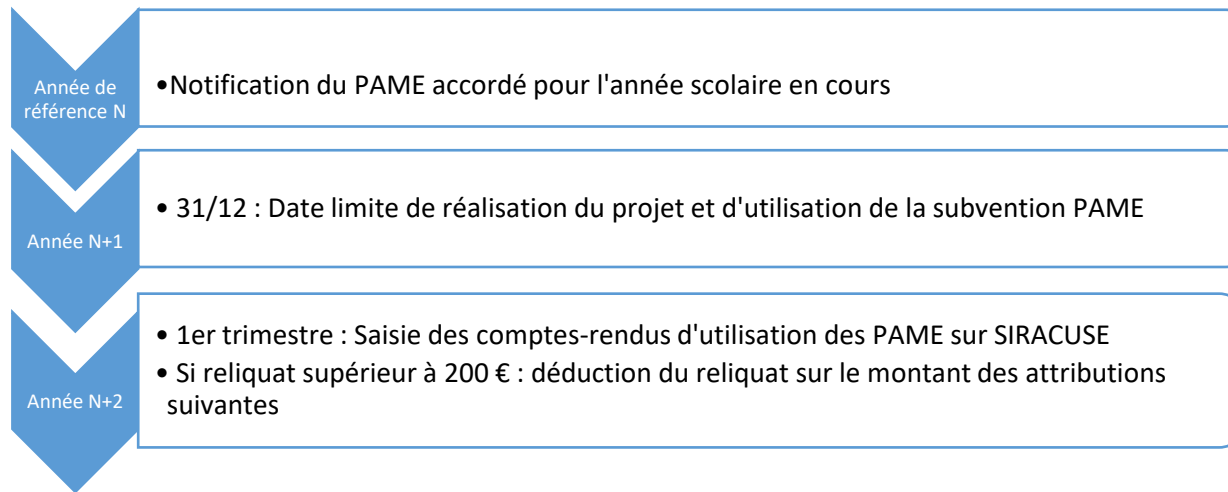 Année de
référence N
•Notification du PAME accordé pour l'année scolaire en cours
Année N+1
• 31/12 : Date limite de réalisation du projet et d'utilisation de la subvention PAME
Année N+2
• 1er trimestre : Saisie des comptes-rendus d'utilisation des PAME sur SIRACUSE
• Si reliquat supérieur à 200 € : déduction du reliquat sur le montant des attributions
suivantes